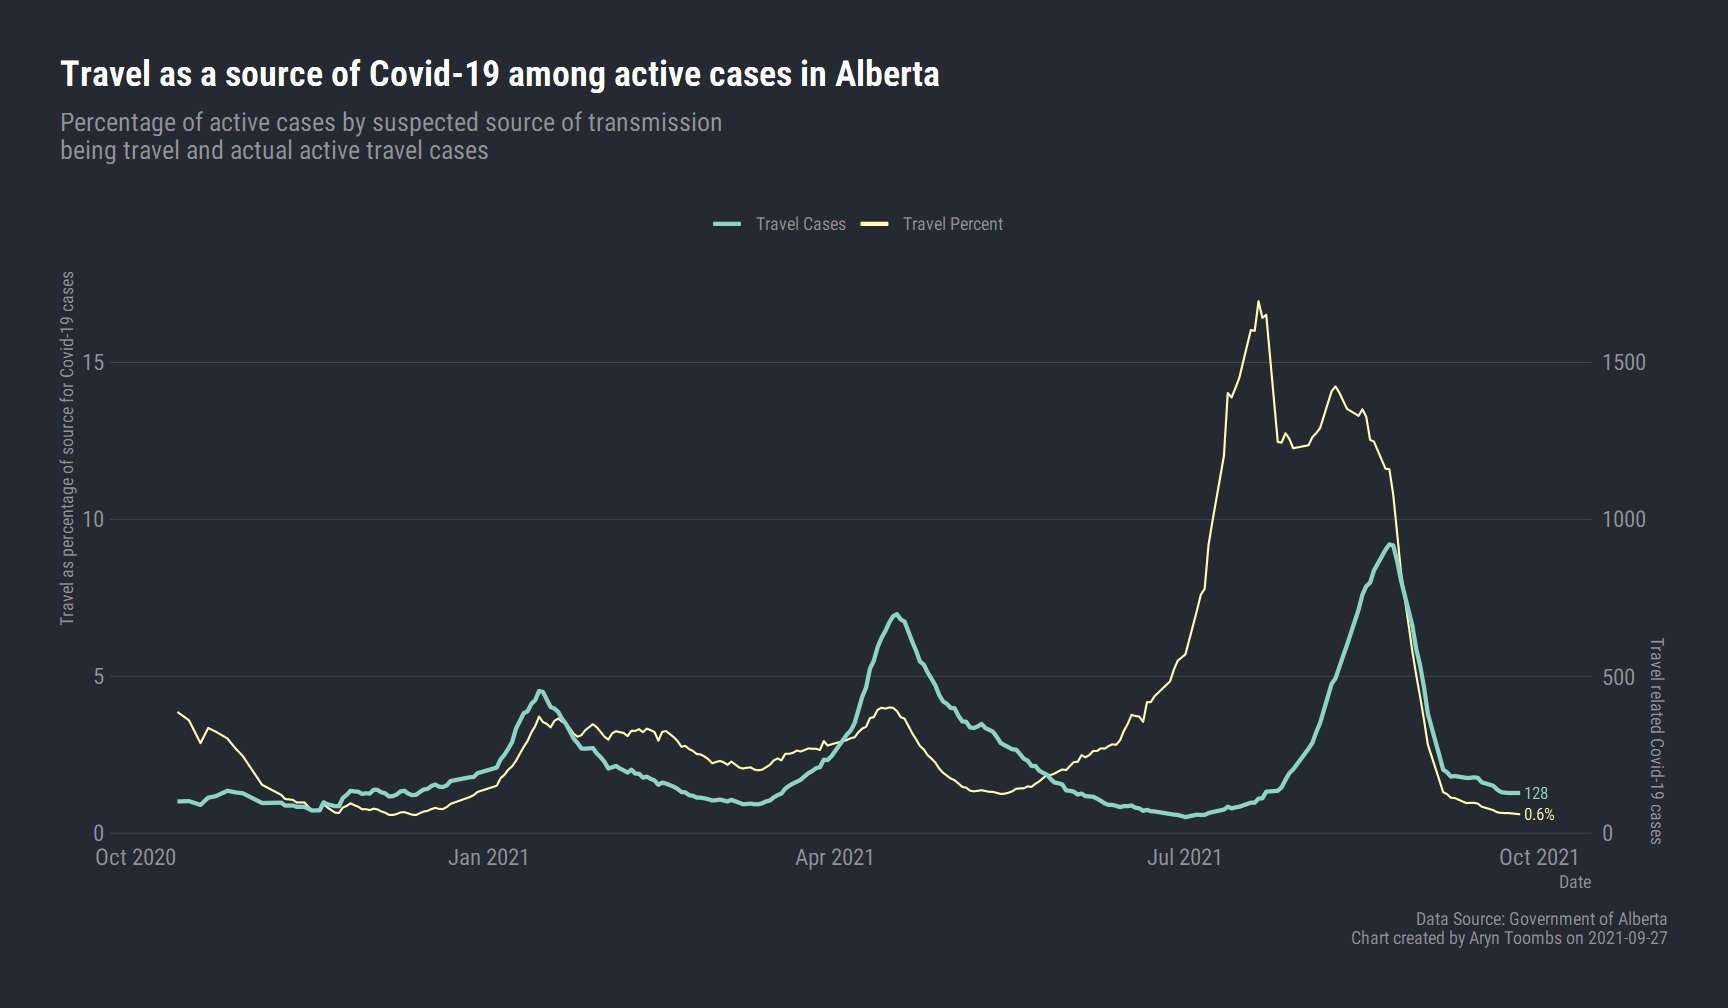 Travel as a source of Covid-19 among active cases in Alberta
Percentage of active cases by suspected source of transmission
being travel and actual active travel cases
Travel Cases
Travel Percent
Travel as percentage of source for Covid-19 cases
15
10
5
0
1500
1000
500
0
Travel related Covid-19 cases
128
0.6%
Oct 2020
Jan 2021
Apr 2021
Jul 2021
Oct 2021
Date
Data Source: Government of Alberta
Chart created by Aryn Toombs on 2021-09-27